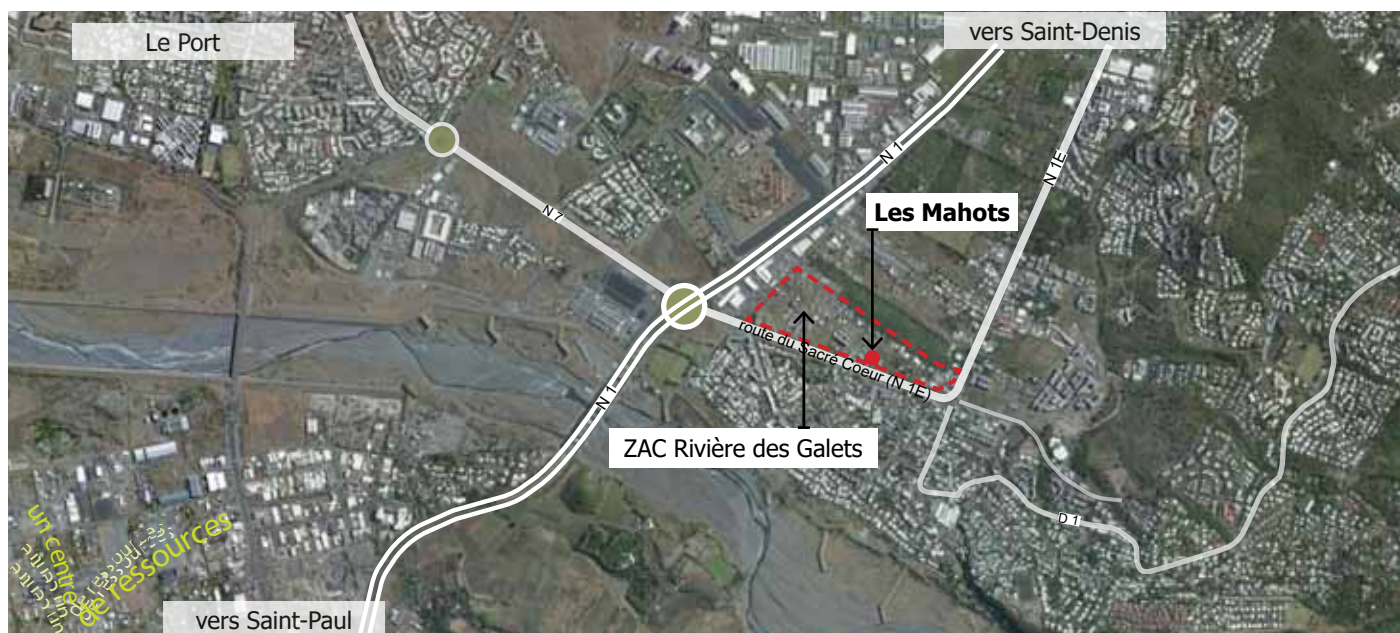 Le Port
vers Saint-Denis
N 1
N 1E
Les Mahots
N 7
route du Sacré Coeur (N 1E)
N 1
ZAC Rivière des Galets
D 1
un centre
de ressources
vers Saint-Paul